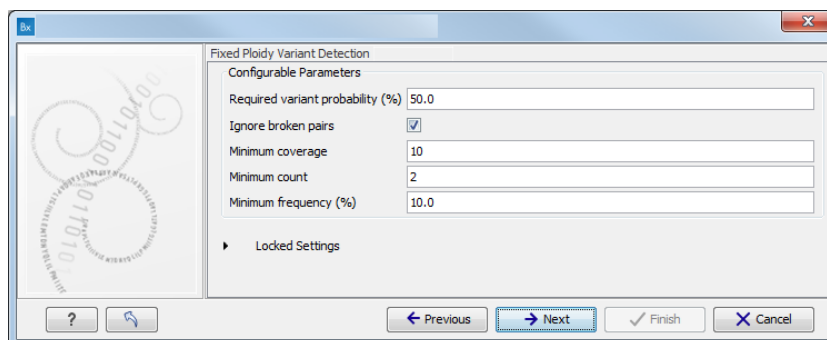 Bx
Fixed Ploidy Variant Detection
Configurable Parameters
Required variant probability (%) 50.0
Ignore broken pairs
Minimum coverage 10
Minimum count 2
Minimum frequency (%) 10.0
Locked Settings
? Previous Next Finish Cancel